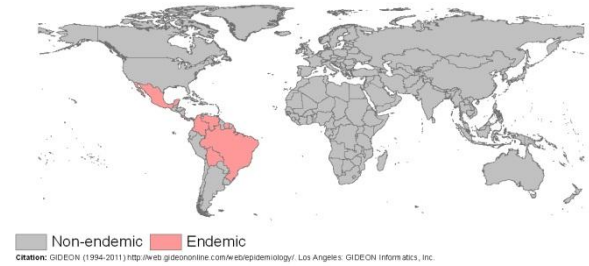 Non-endemic Endemic
Citation: GIDEON (1994-2011) http://web.gideononline.com/web/epidemiology/. Los Angeles: GIDEON Informatics, Inc.